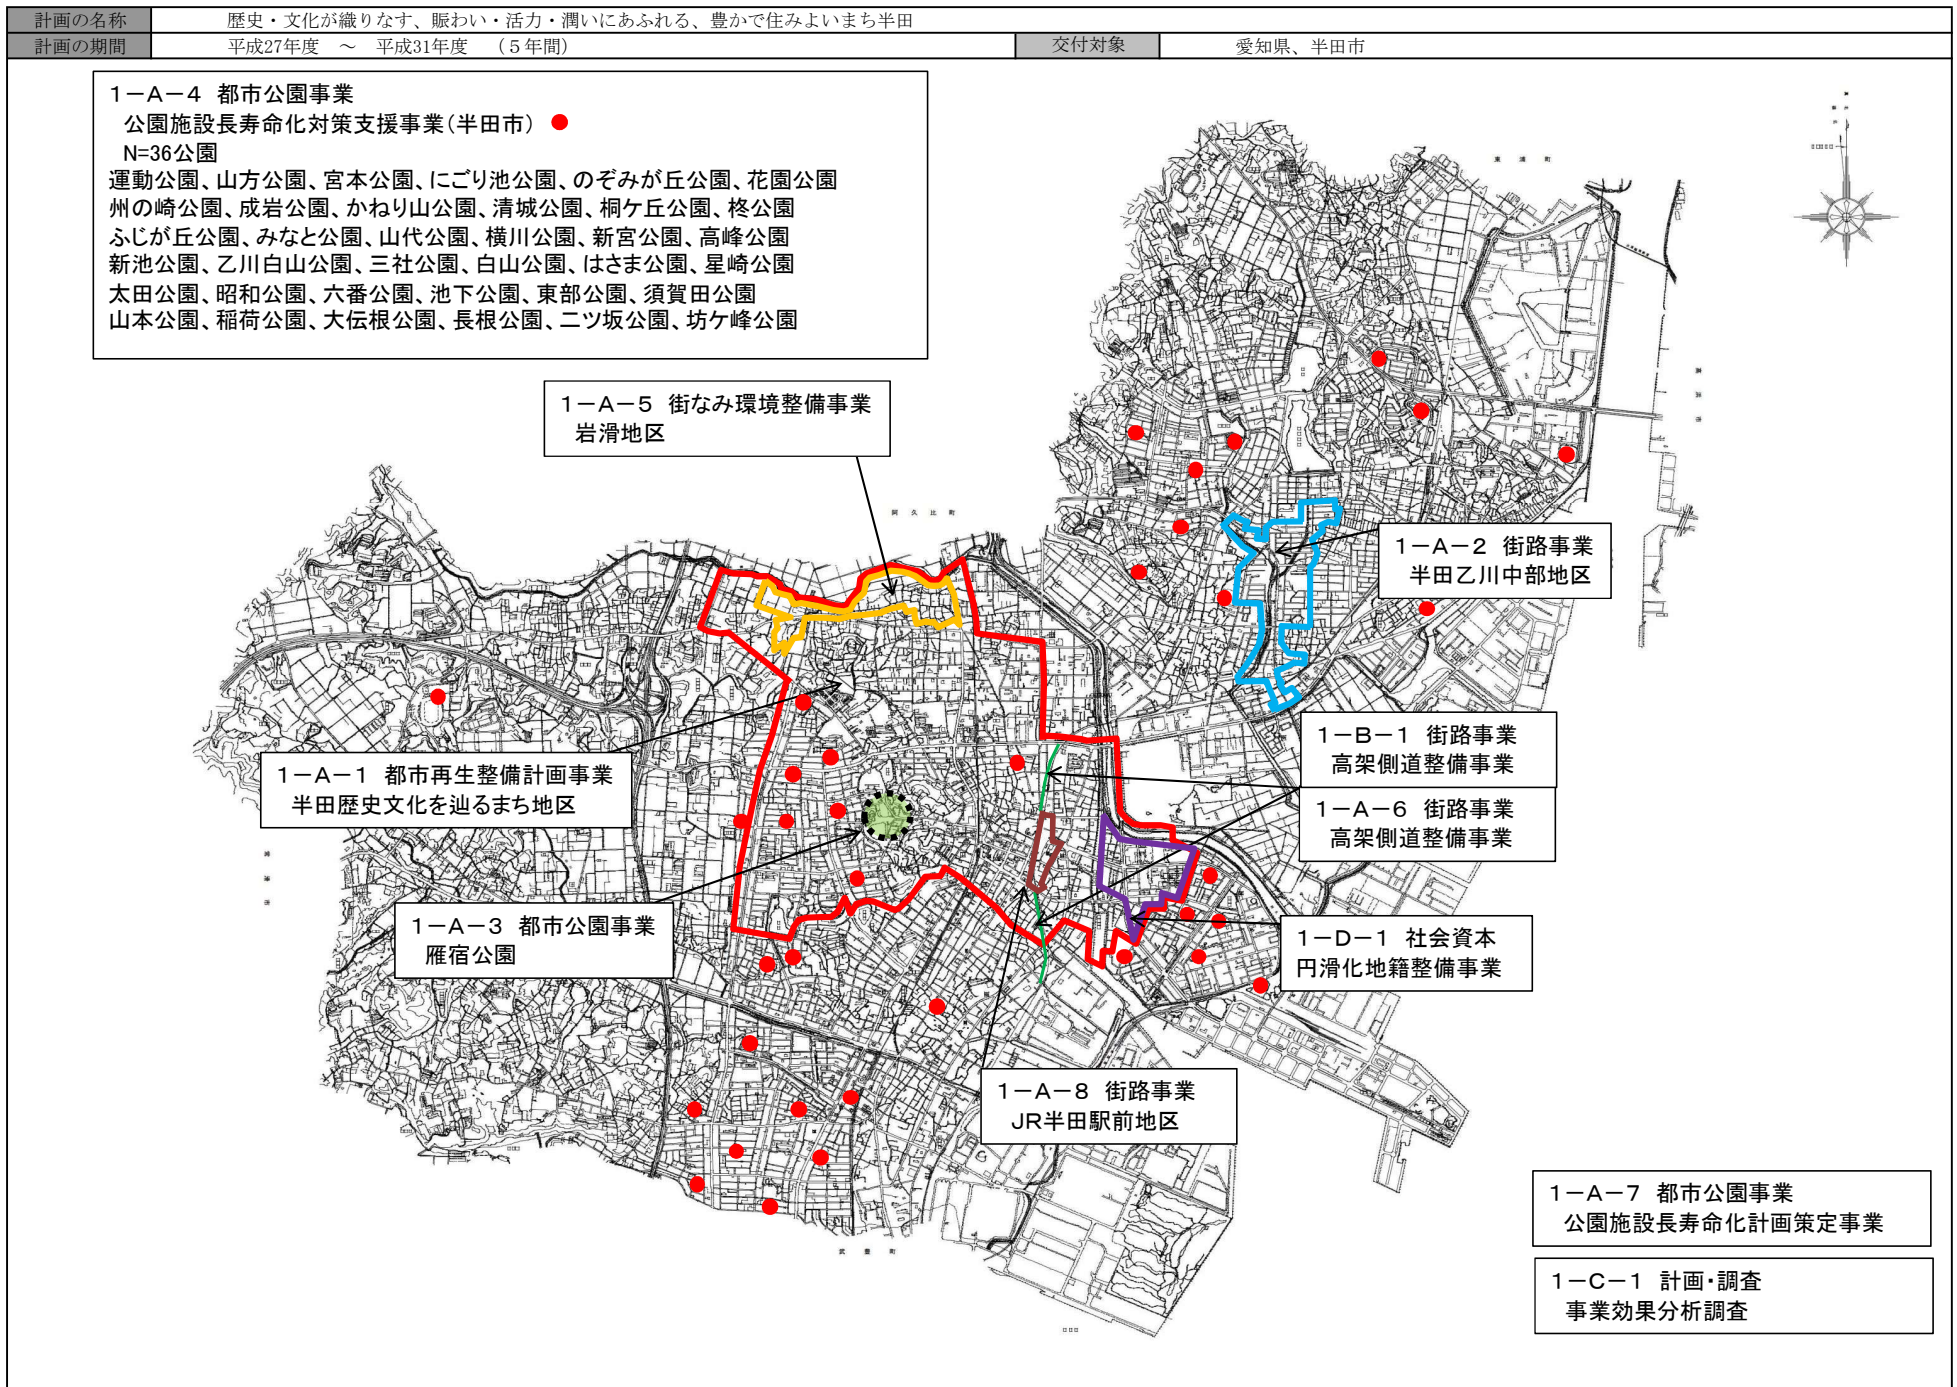 計画の名称 歴史・文化が織りなす、賑わい・活力・潤いにあふれる、豊かで住みよいまち半田
計画の期間 平成27年度 ～ 平成31年度 （５年間） 交付対象 愛知県、半田市
1－A－4 都市公園事業
公園施設長寿命化対策支援事業（半田市）
N=36公園
運動公園、山方公園、宮本公園、にごり池公園、のぞみが丘公園、花園公園
州の崎公園、成岩公園、かねり山公園、清城公園、桐ケ丘公園、柊公園
ふじが丘公園、みなと公園、山代公園、横川公園、新宮公園、高峰公園
新池公園、乙川白山公園、三社公園、白山公園、はさま公園、星崎公園
太田公園、昭和公園、六番公園、池下公園、東部公園、須賀田公園
山本公園、稲荷公園、大伝根公園、長根公園、二ツ坂公園、坊ケ峰公園
東浦町
1－A－5 街なみ環境整備事業
岩滑地区
阿久比町
1－A－2 街路事業
半田乙川中部地区
1－B－1 街路事業
高架側道整備事業
1－A－1 都市再生整備計画事業
半田歴史文化を辿るまち地区
1－A－6 街路事業
高架側道整備事業
1－A－3 都市公園事業
雁宿公園
1－D－1 社会資本
円滑化地籍整備事業
1－A－8 街路事業
JR半田駅前地区
武豊町
1－A－7 都市公園事業
公園施設長寿命化計画策定事業
1－C－1 計画・調査
事業効果分析調査